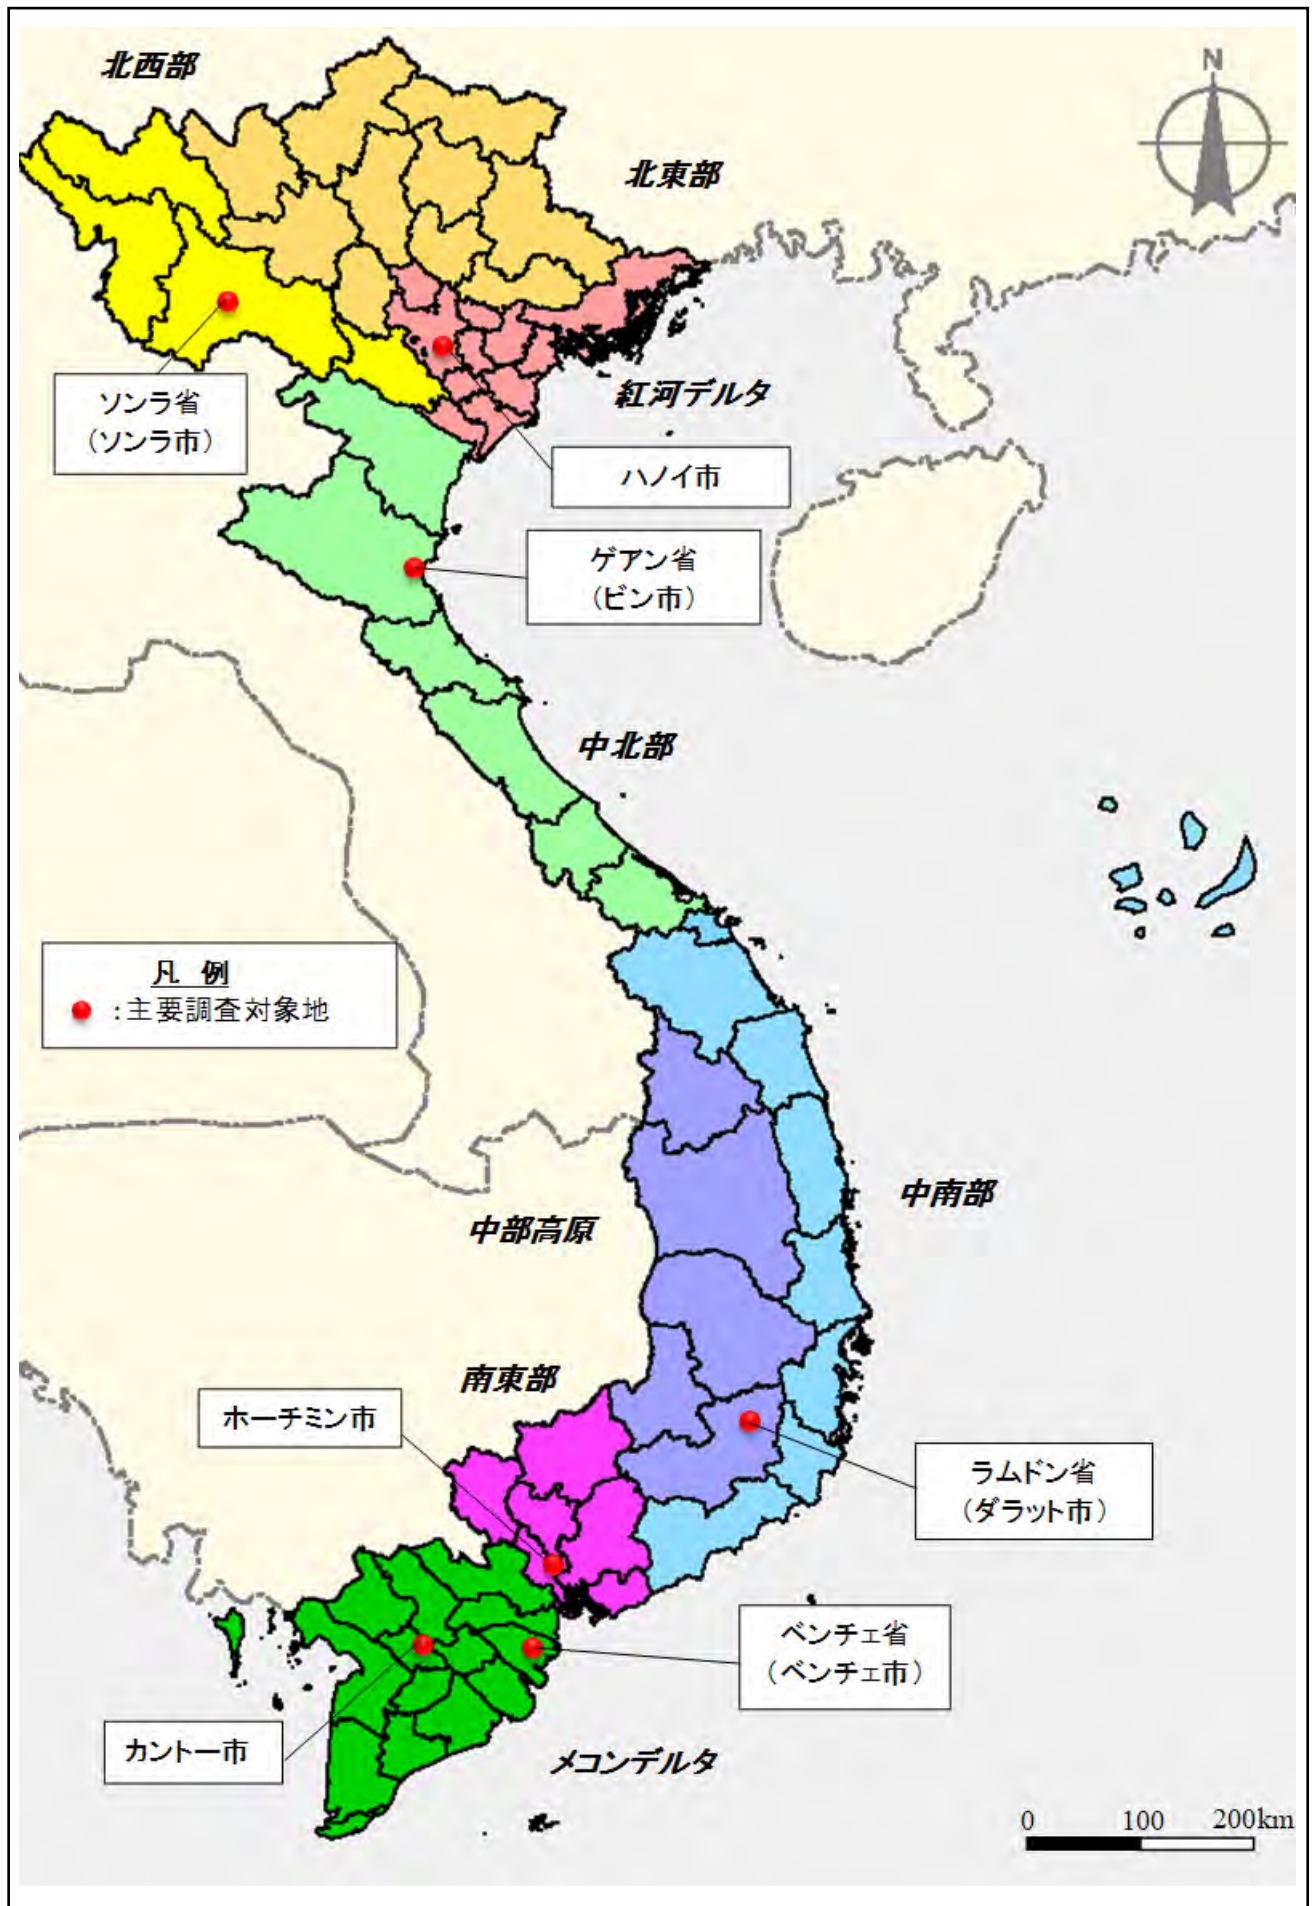 北西部
N
北東部
紅河デルタ
ソンラ省
（ソンラ市）
ハノイ市
ゲアン省
（ビン市）
中北部
凡 例
：主要調査対象地
中部高原
中南部
南東部
ホーチミン市
ラムドン省
（ダラット市）
ベンチェ省
（ベンチェ市）
カントー市
メコンデルタ
0 100 200km